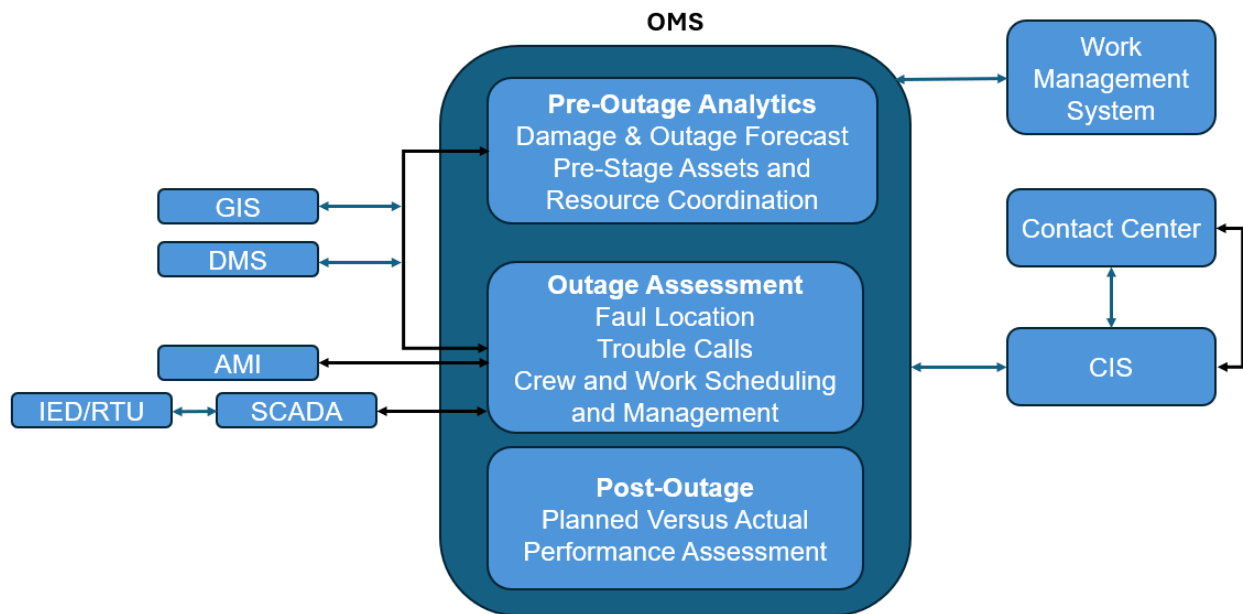 OMS
Pre-Outage Analytics
Damage & Outage Forecast
Pre-Stage Assets and
Resource Coordination
Work
Management
System
GIS
DMS
Contact Center
Outage Assessment
Faul Location
Trouble Calls
Crew and Work Scheduling
and Management
AMI
IED/RTU
SCADA
CIS
Post-Outage
Planned Versus Actual
Performance Assessment